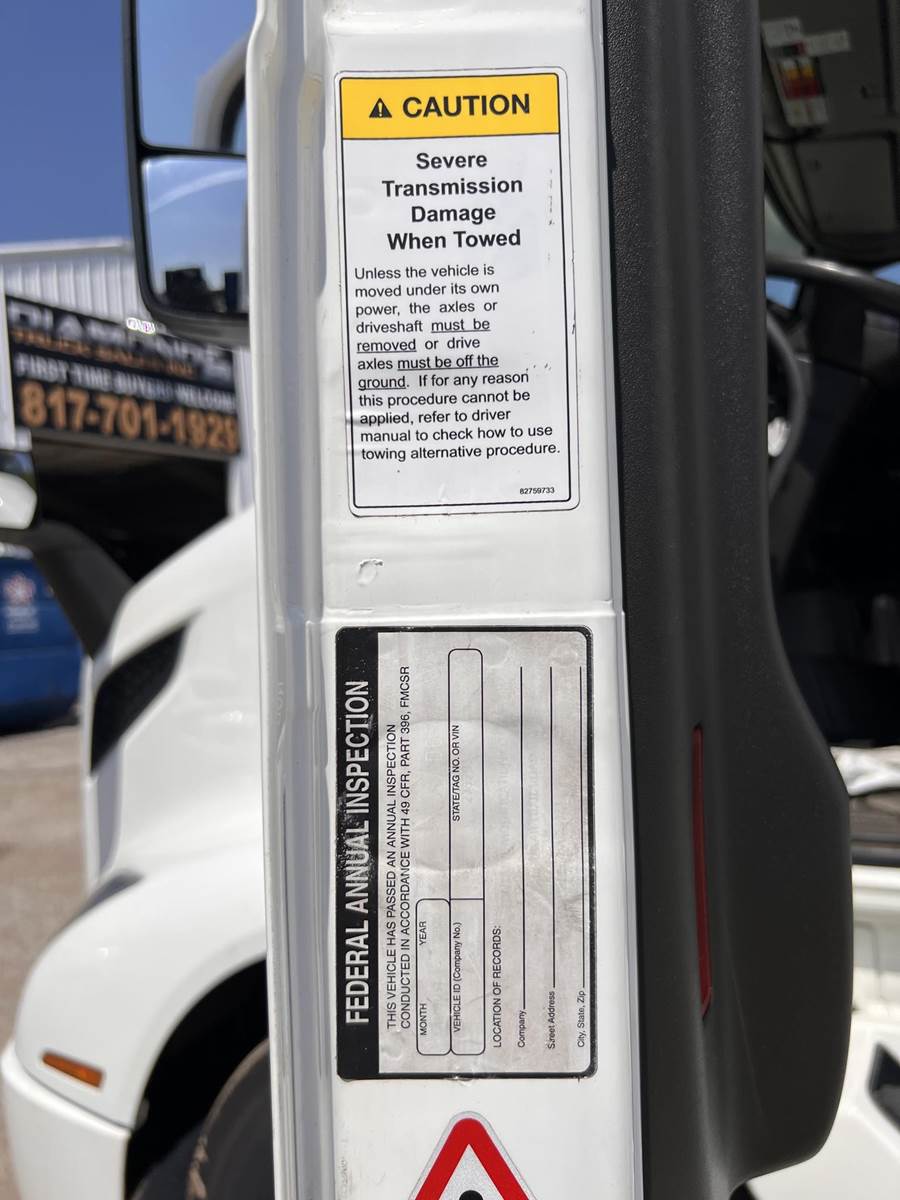 CAUTION
Severe
Transmission
Damage
When Towed
Unless the vehicle is
moved under its own
power, the axles or
driveshaft must be
removed or drive
axles must be off the
ground. If for any reason
this procedure cannot be
applied, refer to driver
manual to check how to use
towing alternative procedure.
82759733
FIRST TIME BUYERS WELCOME
817-701-1929
FEDERAL ANNUAL INSPECTION
THIS VEHICLE HAS PASSED AN ANNUAL INSPECTION
CONDUCTED IN ACCORDANCE WITH 49 CFR, PART 396, FMCSR
MONTH YEAR
VEHICLE ID (Company No.) STATE/TAG NO. OR VIN
LOCATION OF RECORDS:
Company
Street Address
City, State, Zip